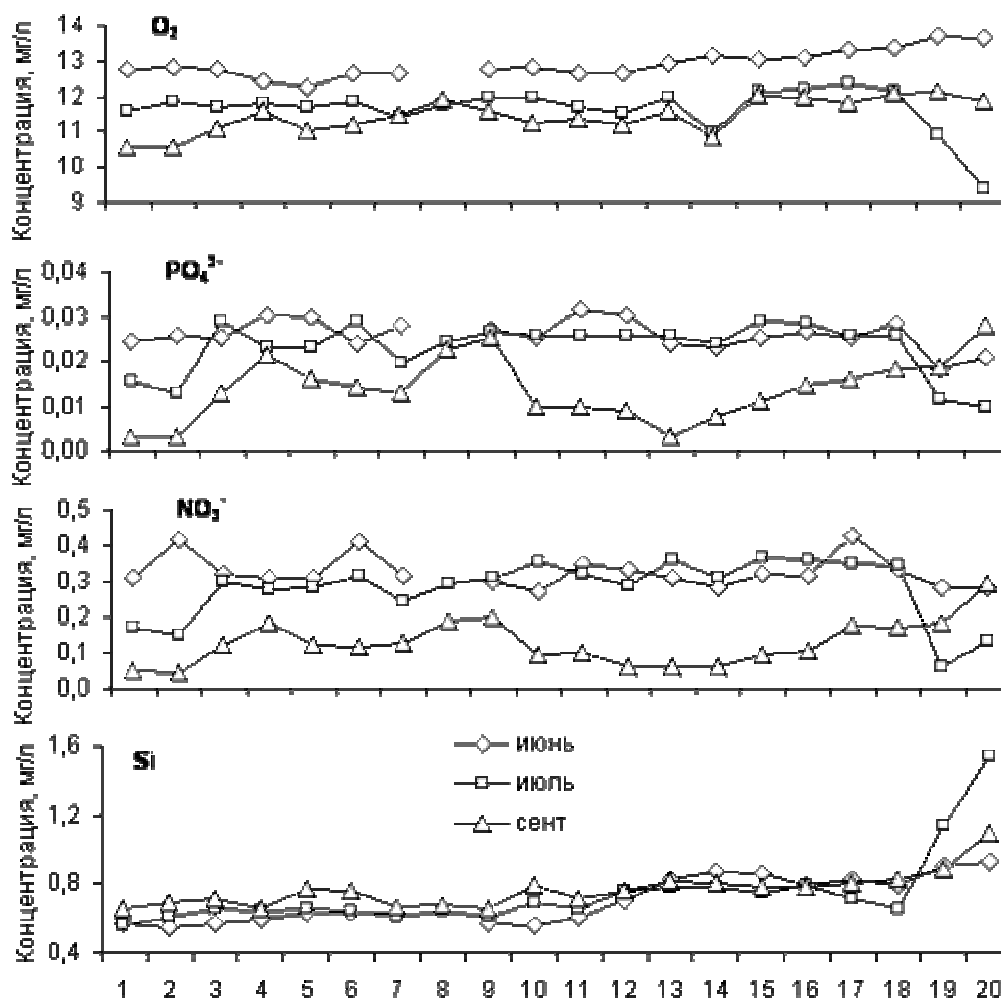 O₂
Концентрация, мг/л
14
13
12
11
10
9
PO₄³⁻
Концентрация, мг/л
0,04
0,03
0,02
0,01
0,00
NO₃⁻
Концентрация, мг/л
0,5
0,4
0,3
0,2
0,1
0,0
Si
Концентрация, мг/л
1,6
1,2
0,8
0,4
июнь
июль
сент
1 2 3 4 5 6 7 8 9 10 11 12 13 14 15 16 17 18 19 20